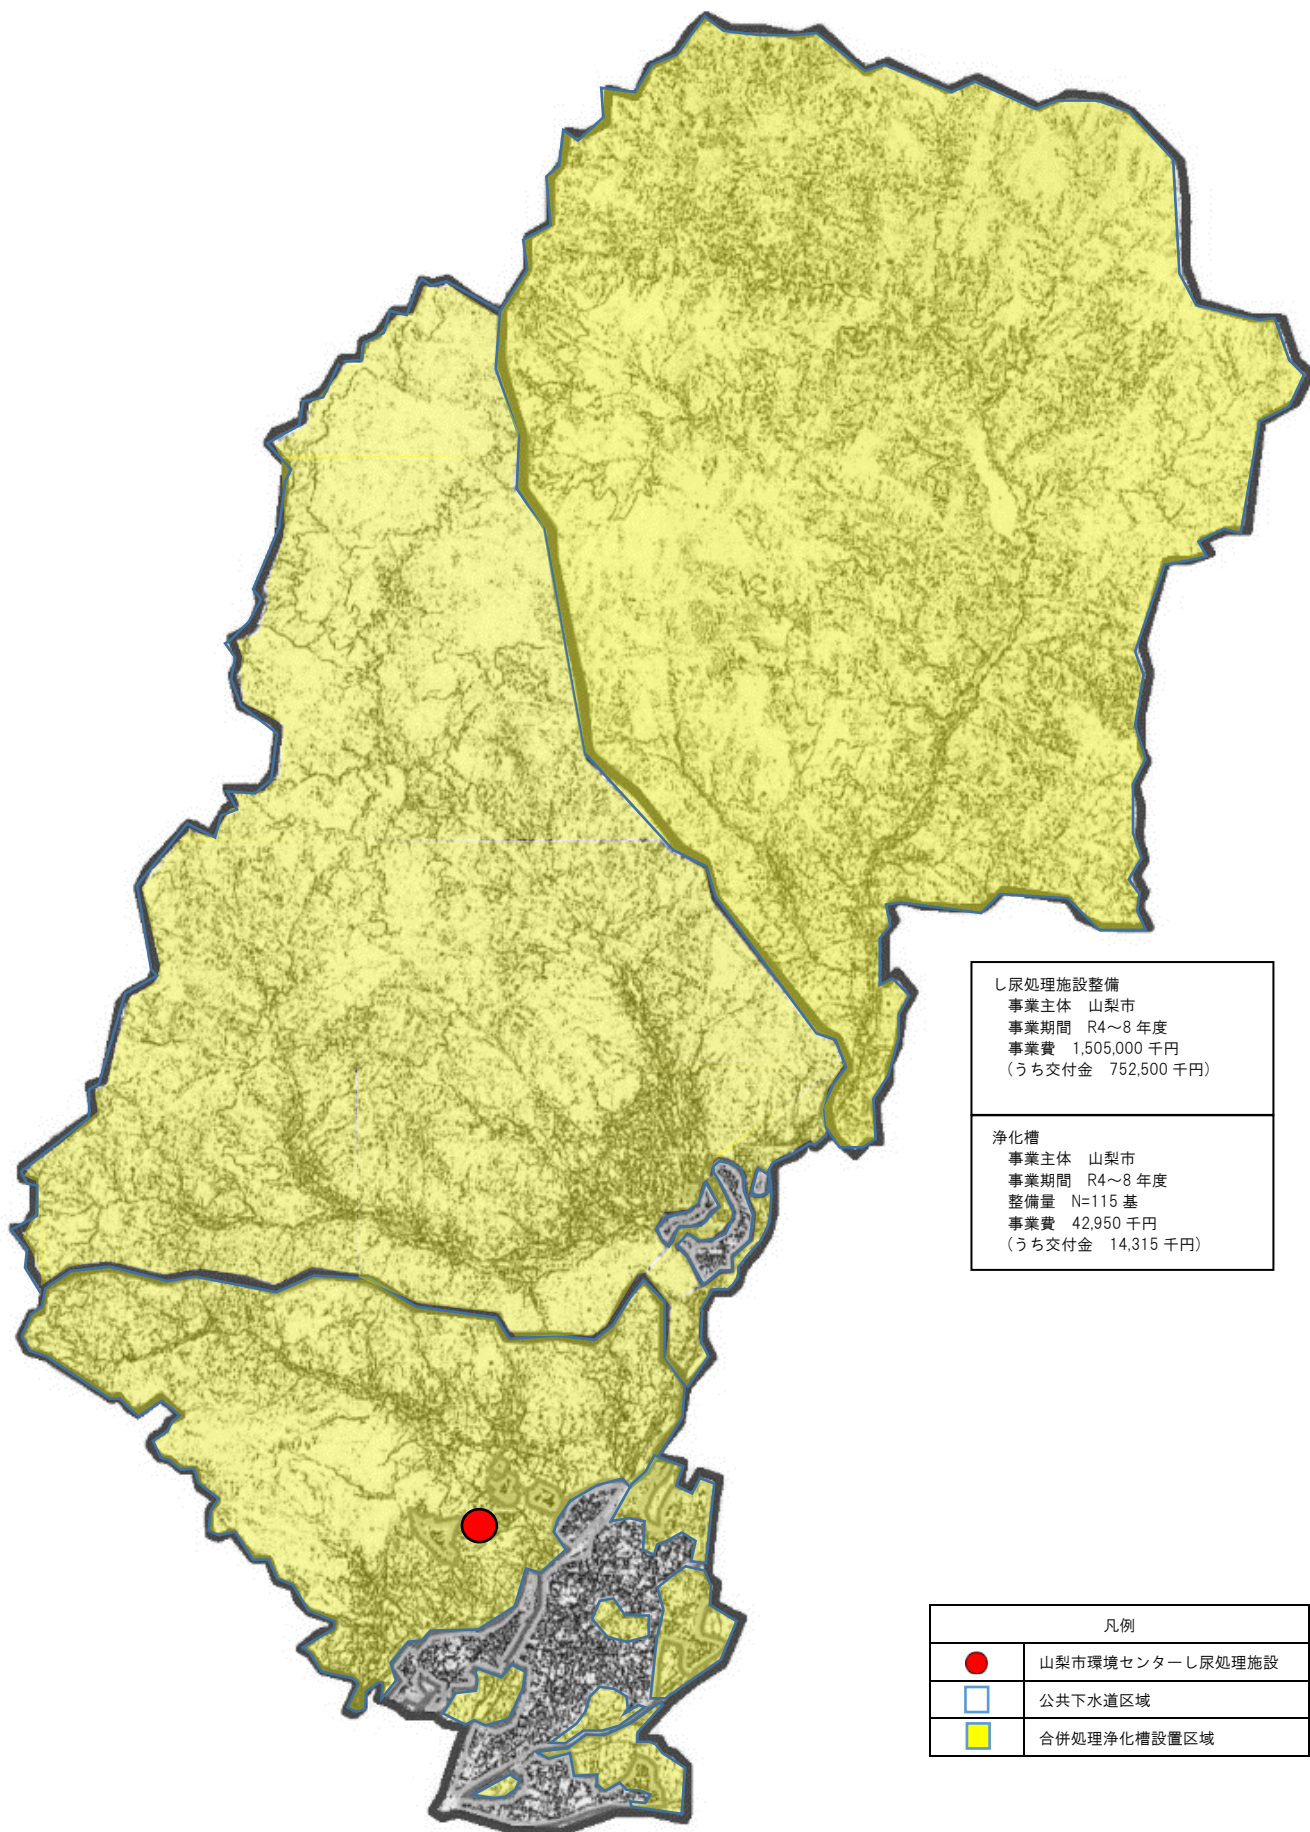 し尿処理施設整備
事業主体 山梨市
事業期間 R4～8 年度
事業費 1,505,000 千円
(うち交付金 752,500 千円)
浄化槽
事業主体 山梨市
事業期間 R4～8 年度
整備量 N=115 基
事業費 42,950 千円
(うち交付金 14,315 千円)
凡例
山梨市環境センターし尿処理施設
公共下水道区域
合併処理浄化槽設置区域